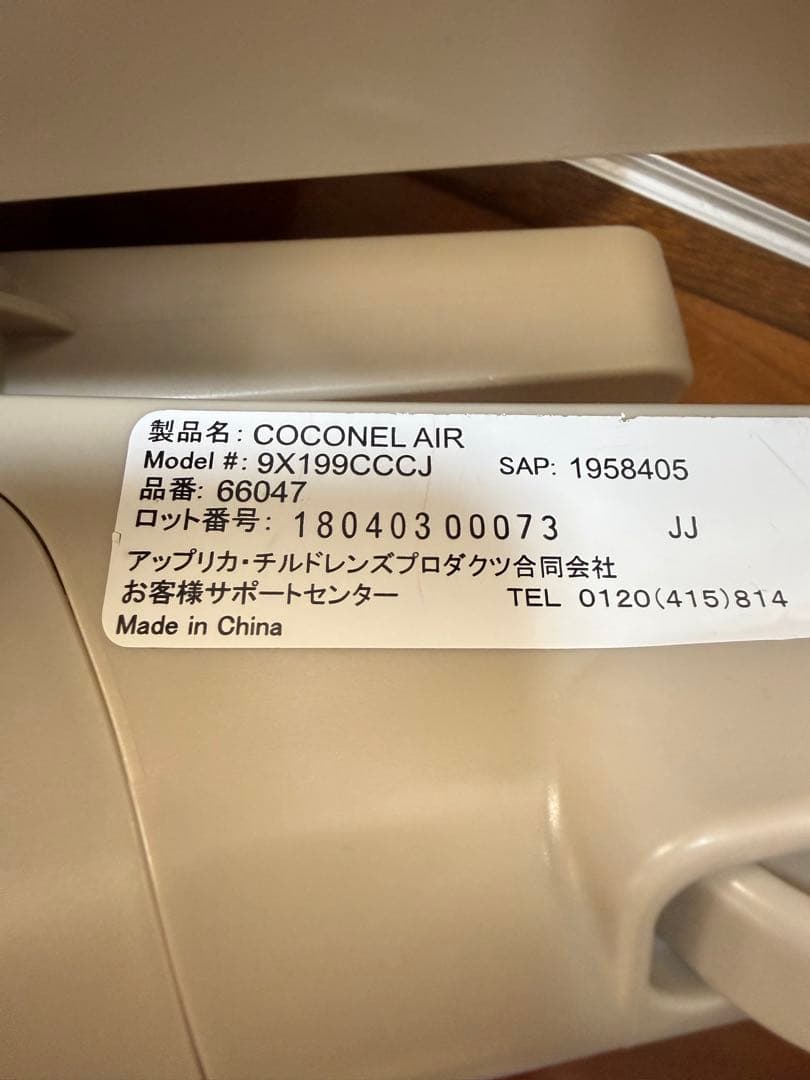 製品名: COCONEL AIR
Model #: 9X199CCCJ SAP: 1958405
品番: 66047
ロット番号: 18040300073 JJ
アップリカ・チルドレンズプロダクツ合同会社
お客様サポートセンター TEL 0120(415)814
Made in China